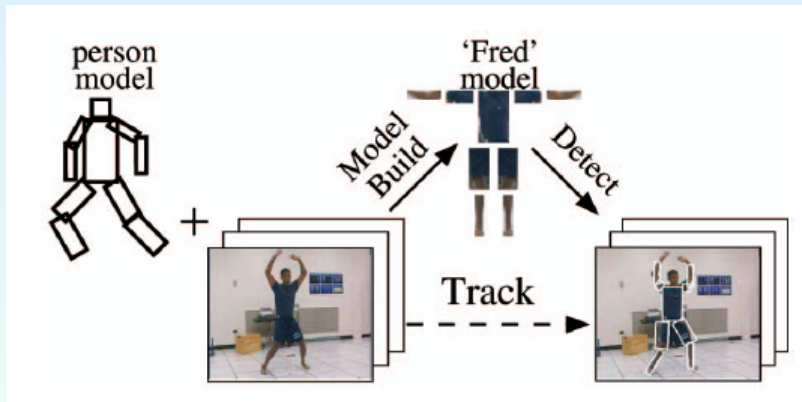 person
model
'Fred'
model
Model
Build
Detect
+
Track